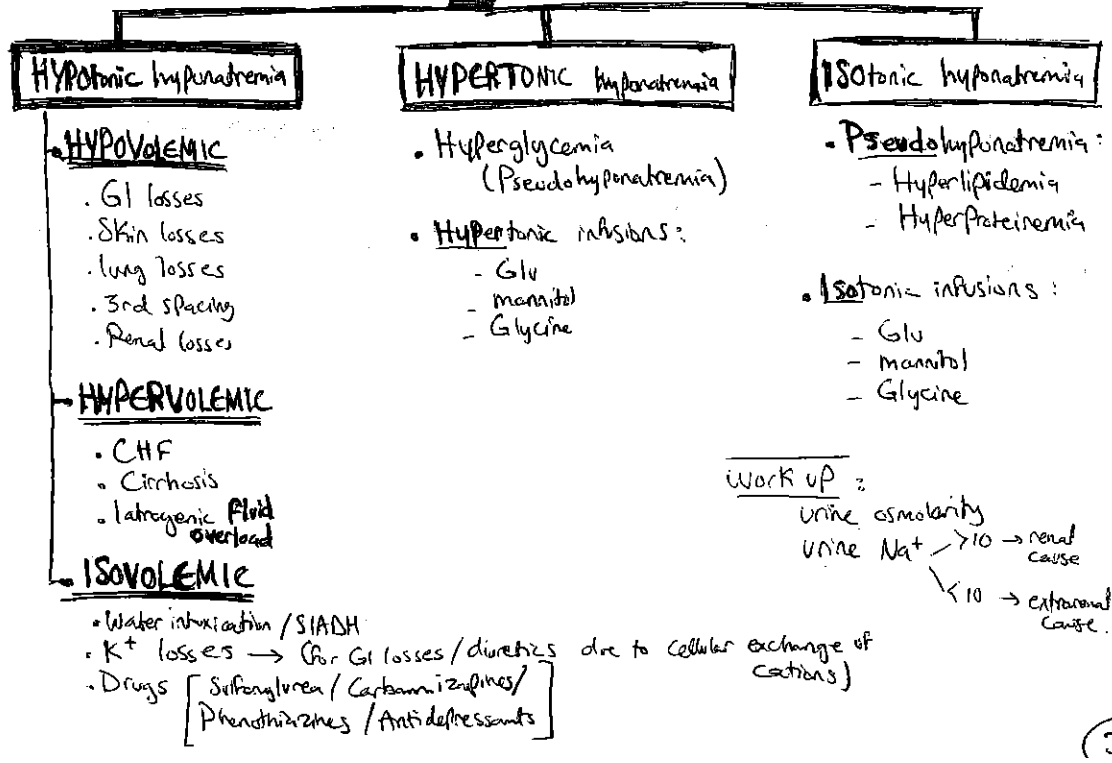 HYPOtonic hyponatremia
• HYPOVOLEMIC
. GI losses
. Skin losses
. lung losses
. 3rd spacing
. Renal losses
HYPERVOLEMIC
• CHF
• Cirrhosis
• Iatrogenic fluid
overload
• ISOVOLEMIC
• Water intoxication / SIADH
• K+ losses → (for GI losses/diuretics due to cellular exchange of
cations)
• Drugs [Sulfonylurea / Carbamizapines/
Phenothiazines / Antidepressants]
HYPERTONIC hyponatremia
• Hyperglycemia
(Pseudohyponatremia)
• Hypertonic infusions:
- Glu
- mannitol
- Glycine
ISOtonic hyponatremia
• Pseudohyponatremia:
- Hyperlipidemia
- Hyperproteinemia
• Isotonic infusions:
- Glu
- mannitol
- Glycine
Work up :
urine osmolarity
urine Na+ >10 → renal
cause
<10 → extrarenal
cause.